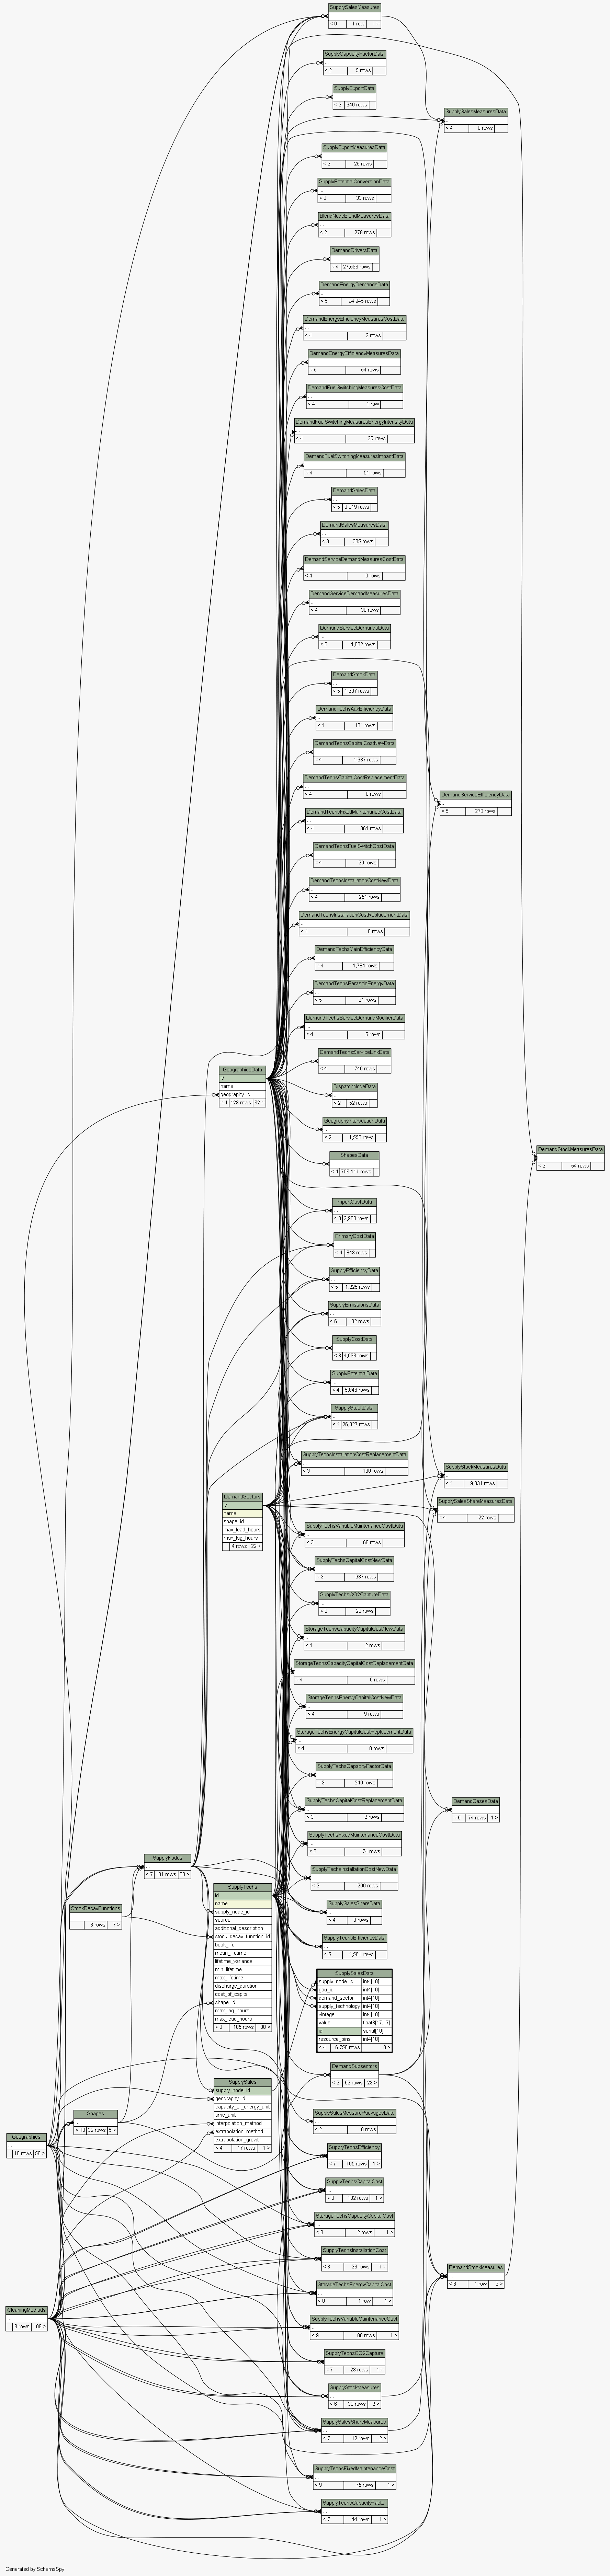 SupplySalesMeasures
< 6 1 row 1 >
SupplyCapacityFactorData
...
< 2 5 rows
SupplyExportData
...
< 3 340 rows
SupplySalesMeasuresData
...
< 4 0 rows
SupplyExportMeasuresData
...
< 3 25 rows
SupplyPotentialConversionData
...
< 3 33 rows
BlendNodeBlendMeasuresData
...
< 2 278 rows
DemandDriversData
...
< 4 27,596 rows
DemandEnergyDemandsData
...
< 5 94,945 rows
DemandEnergyEfficiencyMeasuresCostData
...
< 4 2 rows
DemandEnergyEfficiencyMeasuresData
...
< 5 54 rows
DemandFuelSwitchingMeasuresCostData
...
< 4 1 row
DemandFuelSwitchingMeasuresEnergyIntensityData
...
< 4 25 rows
DemandFuelSwitchingMeasuresImpactData
...
< 4 51 rows
DemandSalesData
...
< 5 3,319 rows
DemandSalesMeasuresData
...
< 3 335 rows
DemandServiceDemandMeasuresCostData
...
< 4 0 rows
DemandServiceDemandMeasuresData
...
< 4 30 rows
DemandServiceDemandsData
...
< 6 4,632 rows
DemandStockData
...
< 5 1,887 rows
DemandTechsAuxEfficiencyData
...
< 4 101 rows
DemandTechsCapitalCostNewData
...
< 4 1,337 rows
DemandTechsCapitalCostReplacementData
...
< 4 0 rows
DemandServiceEfficiencyData
...
< 5 278 rows
DemandTechsFixedMaintenanceCostData
...
< 4 364 rows
DemandTechsFuelSwitchCostData
...
< 4 20 rows
DemandTechsInstallationCostNewData
...
< 4 251 rows
DemandTechsInstallationCostReplacementData
...
< 4 0 rows
DemandTechsMainEfficiencyData
...
< 4 1,784 rows
DemandTechsParasiticEnergyData
...
< 5 21 rows
DemandTechsServiceDemandModifierData
...
< 4 5 rows
DemandTechsServiceLinkData
...
< 4 740 rows
GeographiesData
id
name
geography_id
< 1 128 rows 62 >
DispatchNodeData
...
< 2 52 rows
GeographyIntersectionData
...
< 2 1,550 rows
ShapesData
...
< 4 756,111 rows
DemandStockMeasuresData
...
< 3 54 rows
ImportCostData
...
< 3 2,800 rows
PrimaryCostData
...
< 4 848 rows
SupplyEfficiencyData
...
< 5 1,225 rows
SupplyEmissionsData
...
< 6 32 rows
SupplyCostData
...
< 3 4,093 rows
SupplyPotentialData
...
< 4 5,846 rows
SupplyStockData
...
< 4 26,327 rows
SupplyTechsInstallationCostReplacementData
...
< 3 180 rows
SupplyStockMeasuresData
...
< 4 9,331 rows
DemandSectors
id
name
shape_id
max_lead_hours
max_lag_hours
4 rows 22 >
SupplySalesShareMeasuresData
...
< 4 22 rows
SupplyTechsVariableMaintenanceCostData
...
< 3 88 rows
SupplyTechsCapitalCostNewData
...
< 3 937 rows
SupplyTechsCO2CaptureData
...
< 2 28 rows
StorageTechsCapacityCapitalCostNewData
...
< 4 2 rows
StorageTechsCapacityCapitalCostReplacementData
...
< 4 0 rows
StorageTechsEnergyCapitalCostNewData
...
< 4 9 rows
StorageTechsEnergyCapitalCostReplacementData
...
< 4 0 rows
SupplyTechsCapacityFactorData
...
< 3 240 rows
SupplyTechsCapitalCostReplacementData
...
< 3 2 rows
DemandCasesData
...
< 6 74 rows 1 >
SupplyTechsFixedMaintenanceCostData
...
< 3 174 rows
SupplyNodes
...
< 7 101 rows 38 >
SupplyTechsInstallationCostNewData
...
< 3 209 rows
SupplyTechs
id
name
supply_node_id
source
additional_description
stock_decay_function_id
book_life
mean_lifetime
lifetime_variance
min_lifetime
max_lifetime
discharge_duration
cost_of_capital
shape_id
max_lag_hours
max_lead_hours
< 3 105 rows 30 >
StockDecayFunctions
...
3 rows 7 >
SupplySalesShareData
...
< 4 9 rows
SupplyTechsEfficiencyData
...
< 5 4,561 rows
SupplySalesData
supply_node_id int4[10]
gau_id int4[10]
demand_sector int4[10]
supply_technology int4[10]
vintage int4[10]
value float8[17,17]
id serial[10]
resource_bins int4[10]
< 4 6,750 rows 0 >
DemandSubsectors
...
< 2 62 rows 23 >
SupplySales
supply_node_id
geography_id
capacity_or_energy_unit
time_unit
interpolation_method
extrapolation_method
extrapolation_growth
< 4 17 rows 1 >
Shapes
...
< 10 32 rows 5 >
SupplySalesMeasurePackagesData
...
< 2 0 rows
Geographies
...
10 rows 56 >
SupplyTechsEfficiency
...
< 7 105 rows 1 >
SupplyTechsCapitalCost
...
< 8 102 rows 1 >
StorageTechsCapacityCapitalCost
...
< 8 2 rows 1 >
SupplyTechsInstallationCost
...
< 8 33 rows 1 >
DemandStockMeasures
...
< 6 1 row 2 >
StorageTechsEnergyCapitalCost
...
< 8 1 row 1 >
CleaningMethods
...
8 rows 108 >
SupplyTechsVariableMaintenanceCost
...
< 9 60 rows 1 >
SupplyTechsCO2Capture
...
< 7 28 rows 1 >
SupplyStockMeasures
...
< 6 33 rows 2 >
SupplySalesShareMeasures
...
< 7 12 rows 2 >
SupplyTechsFixedMaintenanceCost
...
< 9 75 rows 1 >
SupplyTechsCapacityFactor
...
< 7 44 rows 1 >
Generated by SchemaSpy